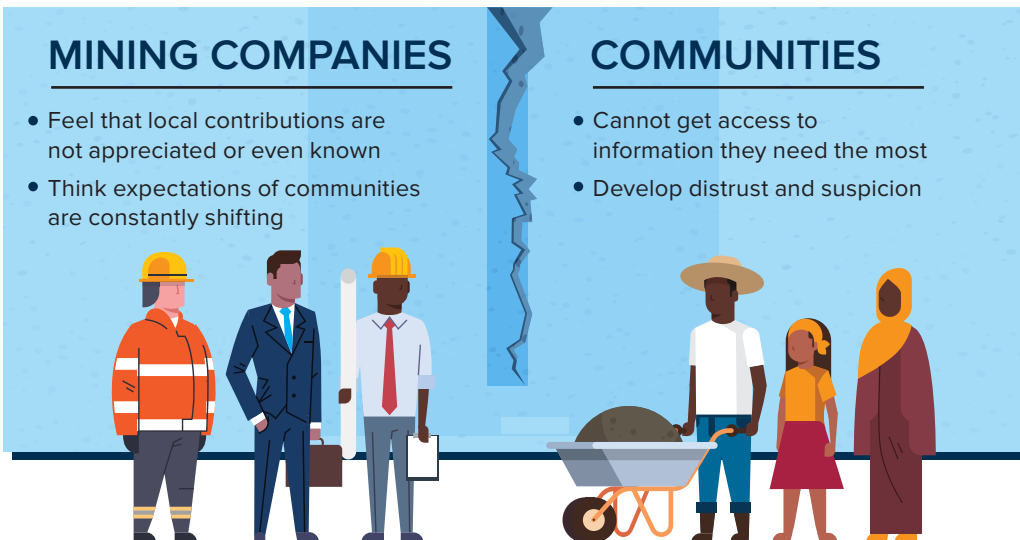 MINING COMPANIES
• Feel that local contributions are
not appreciated or even known
• Think expectations of communities
are constantly shifting
COMMUNITIES
• Cannot get access to
information they need the most
• Develop distrust and suspicion